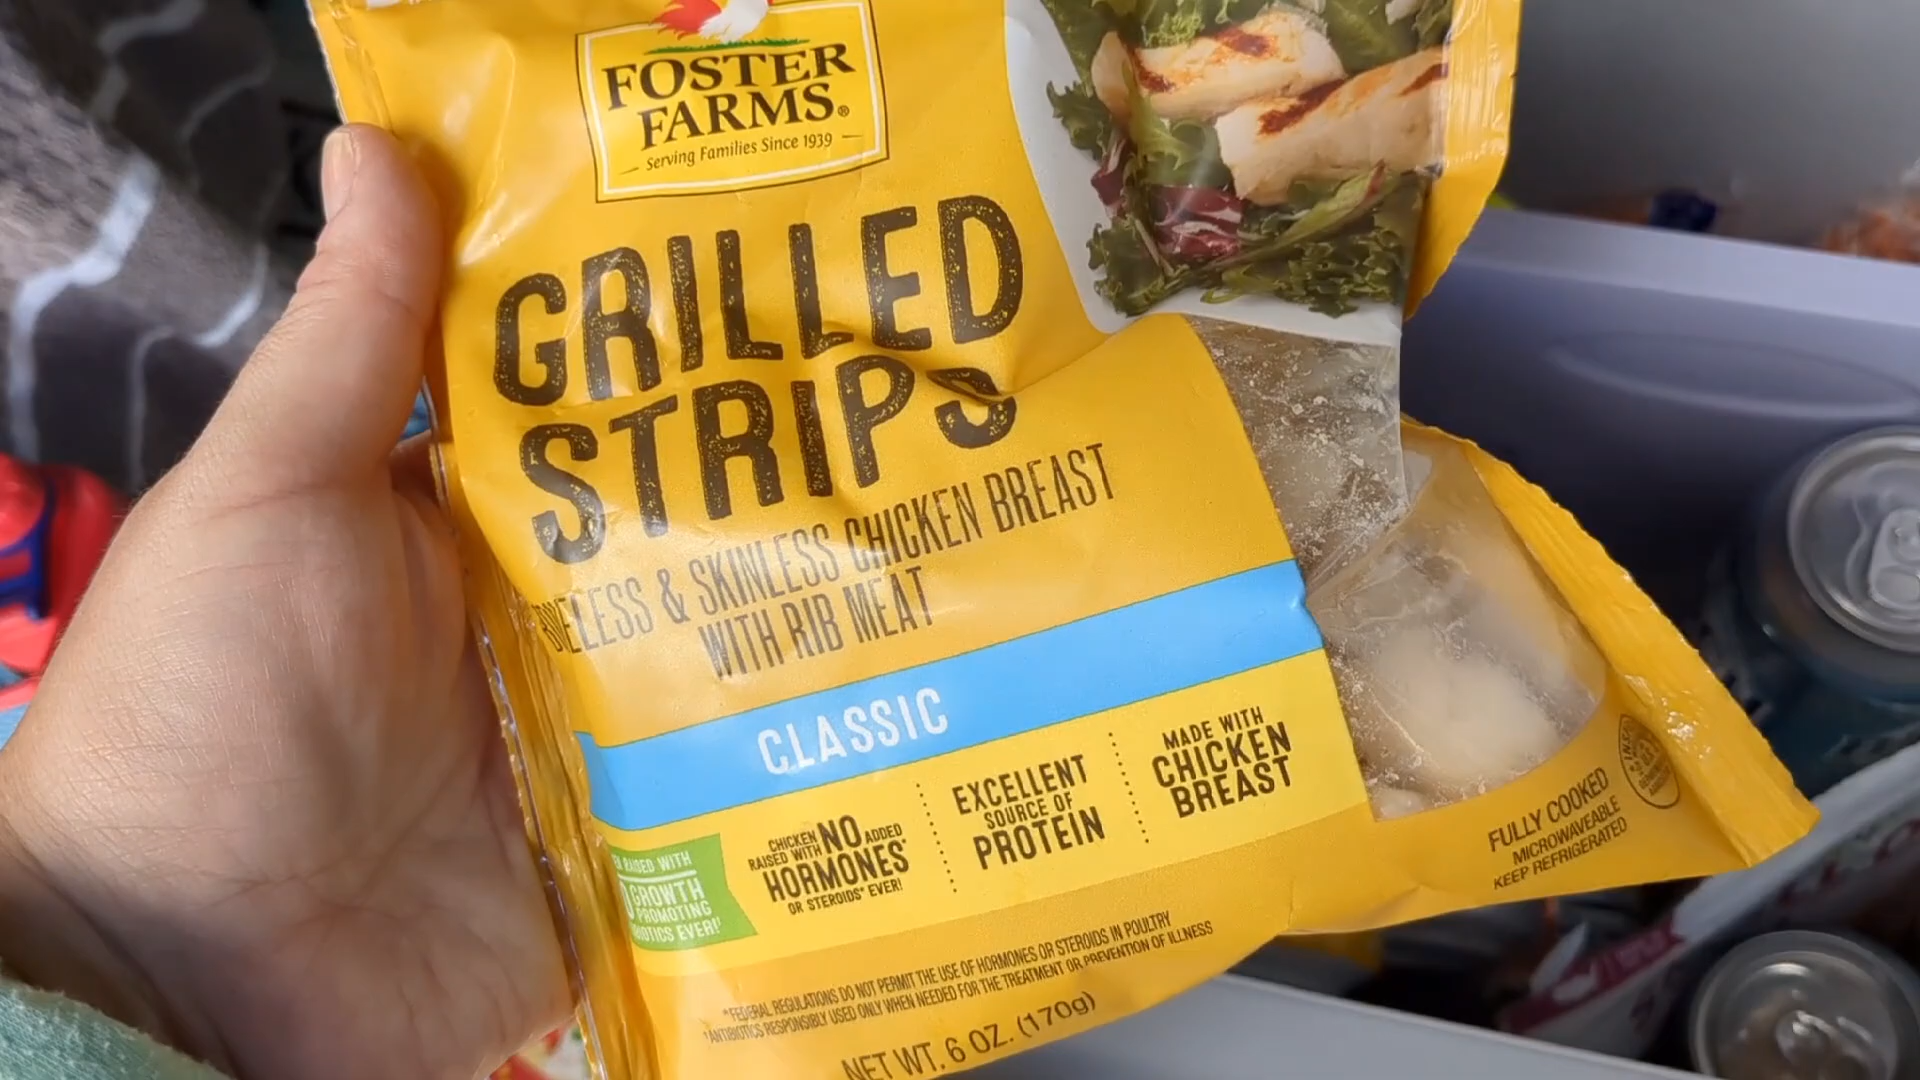 FOSTER
FARMS®
Serving Families Since 1939
GRILLED
STRIPS
& SKINLESS CHICKEN BREAST
WITH RIB MEAT
CLASSIC
RAISED WITH
GROWTH
PROMOTING
EVER!†
CHICKEN
RAISED WITH NO ADDED
HORMONES
OR STEROIDS* EVER!
EXCELLENT
SOURCE OF
PROTEIN
MADE WITH
CHICKEN
BREAST
FULLY COOKED
MICROWAVEABLE
KEEP REFRIGERATED
*FEDERAL REGULATIONS DO NOT PERMIT THE USE OF HORMONES OR STEROIDS IN POULTRY
†ANTIBIOTICS RESPONSIBLY USED ONLY WHEN NEEDED FOR THE TREATMENT OR PREVENTION OF ILLNESS
NET WT. 6 OZ. (170g)